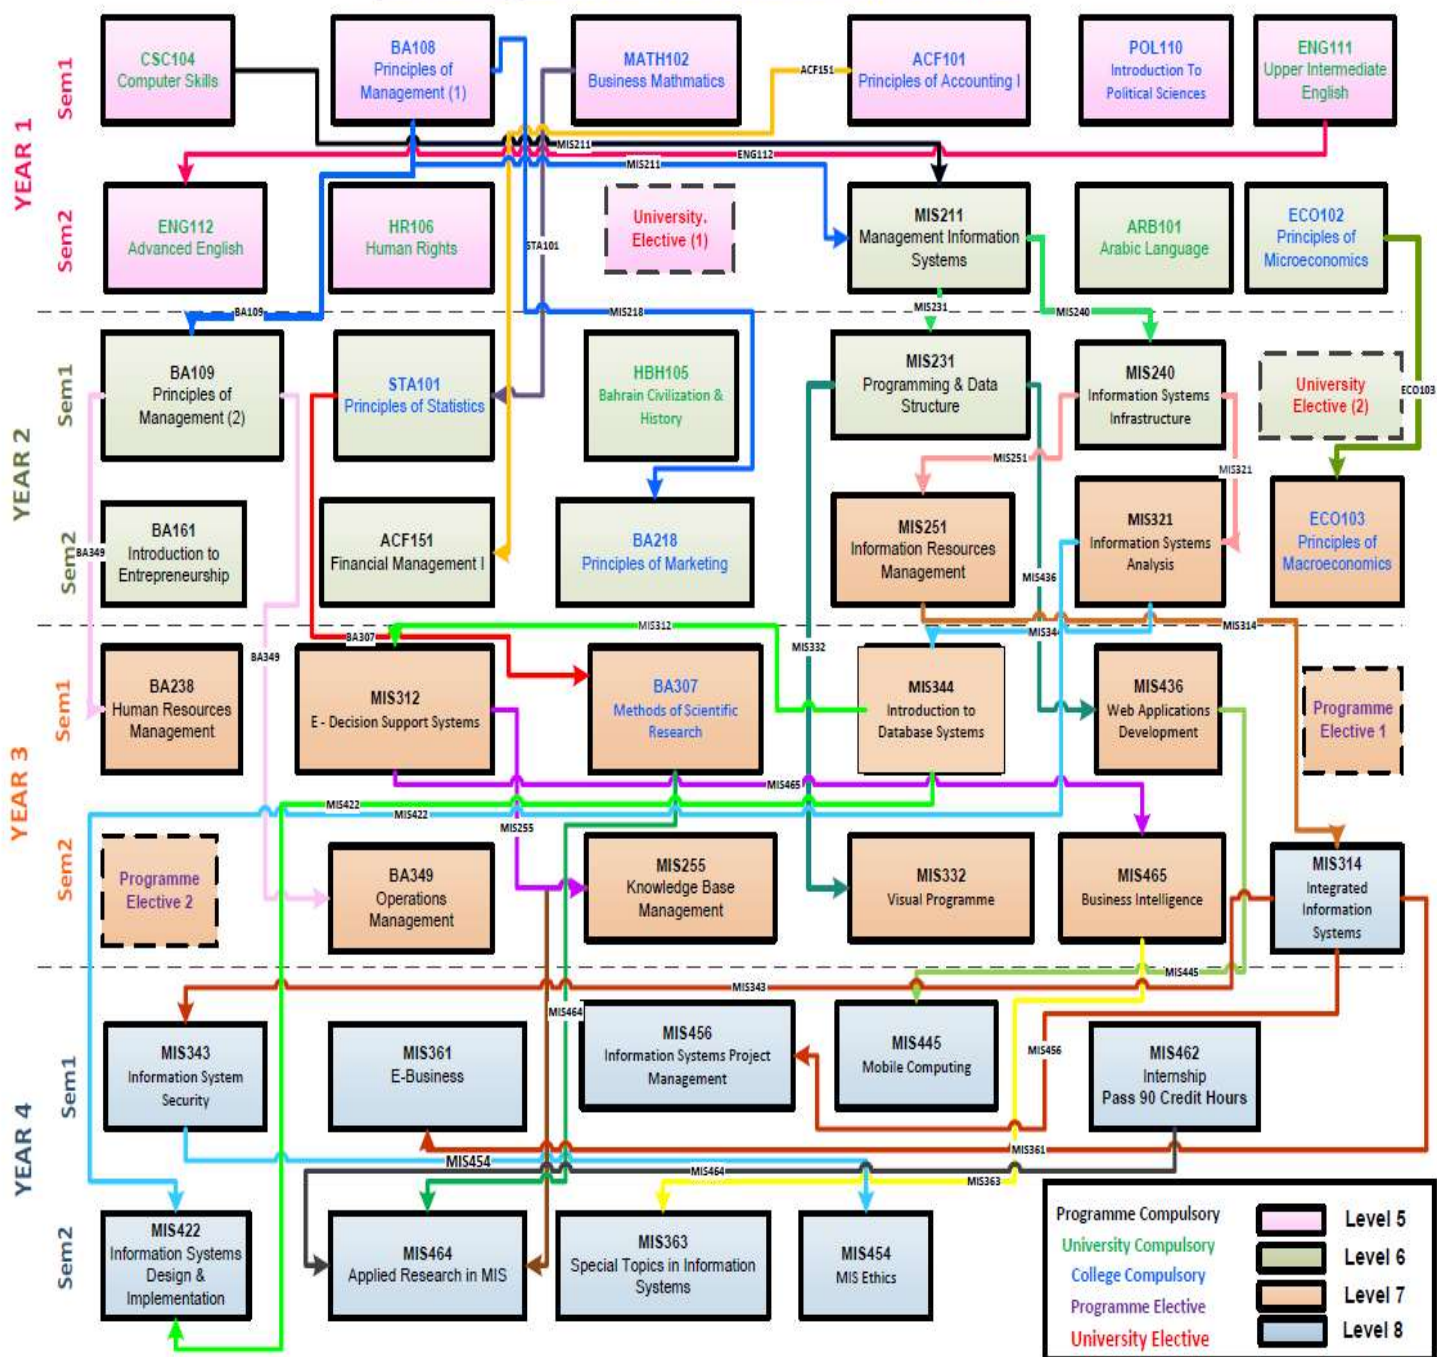 YEAR 1
Sem1
CSC104
Computer Skills
BA108
Principles of
Management (1)
MATH102
Business Mathmatics
ACF151
ACF101
Principles of Accounting I
POL110
Introduction To
Political Sciences
ENG111
Upper Intermediate
English
MIS211
ENG112
MIS211
Sem2
ENG112
Advanced English
HR106
Human Rights
STA101
University.
Elective (1)
MIS211
Management Information
Systems
ARB101
Arabic Language
ECO102
Principles of
Microeconomics
BA109
MIS218
MIS231
MIS240
YEAR 2
Sem1
BA109
Principles of
Management (2)
STA101
Principles of Statistics
HBH105
Bahrain Civilization &
History
MIS231
Programming & Data
Structure
MIS240
Information Systems
Infrastructure
University
Elective (2)
ECO103
MIS251
MIS321
Sem2
BA349
BA161
Introduction to
Entrepreneurship
ACF151
Financial Management I
BA218
Principles of Marketing
MIS251
Information Resources
Management
MIS436
MIS321
Information Systems
Analysis
ECO103
Principles of
Macroeconomics
BA307
MIS312
MIS332
MIS344
MIS314
BA349
YEAR 3
Sem1
BA238
Human Resources
Management
MIS312
E - Decision Support Systems
BA307
Methods of Scientific
Research
MIS344
Introduction to
Database Systems
MIS436
Web Applications
Development
Programme
Elective 1
MIS465
MIS422
MIS422
MIS255
Sem2
Programme
Elective 2
BA349
Operations
Management
MIS255
Knowledge Base
Management
MIS332
Visual Programme
MIS465
Business Intelligence
MIS314
Integrated
Information
Systems
MIS445
MIS343
MIS464
YEAR 4
Sem1
MIS343
Information System
Security
MIS361
E-Business
MIS456
Information Systems Project
Management
MIS445
Mobile Computing
MIS456
MIS462
Internship
Pass 90 Credit Hours
MIS361
MIS454
MIS464
MIS363
Sem2
MIS422
Information Systems
Design &
Implementation
MIS464
Applied Research in MIS
MIS363
Special Topics in Information
Systems
MIS454
MIS Ethics
Programme Compulsory
University Compulsory
College Compulsory
Programme Elective
University Elective
Level 5
Level 6
Level 7
Level 8